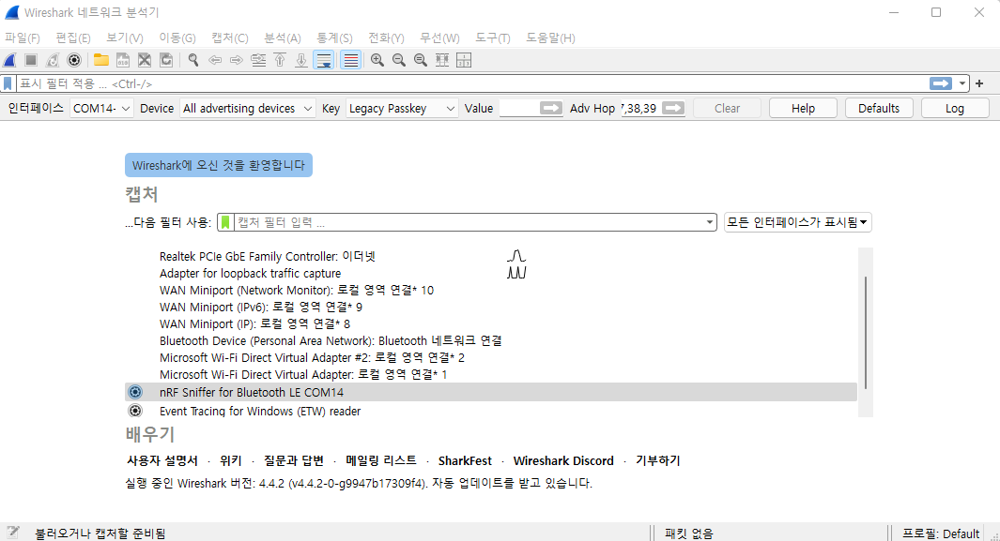 Wireshark 네트워크 분석기
파일(F) 편집(E) 보기(V) 이동(G) 캡처(C) 분석(A) 통계(S) 전화(Y) 무선(W) 도구(T) 도움말(H)
표시 필터 적용 ... <Ctrl-/>
인터페이스 COM14- Device All advertising devices Key Legacy Passkey Value Adv Hop 7,38,39 Clear Help Defaults Log
Wireshark에 오신 것을 환영합니다
캡처
...다음 필터 사용: 캡처 필터 입력 ... 모든 인터페이스가 표시됨
Realtek PCIe GbE Family Controller: 이더넷
Adapter for loopback traffic capture
WAN Miniport (Network Monitor): 로컬 영역 연결* 10
WAN Miniport (IPv6): 로컬 영역 연결* 9
WAN Miniport (IP): 로컬 영역 연결* 8
Bluetooth Device (Personal Area Network): Bluetooth 네트워크 연결
Microsoft Wi-Fi Direct Virtual Adapter #2: 로컬 영역 연결* 2
Microsoft Wi-Fi Direct Virtual Adapter: 로컬 영역 연결* 1
nRF Sniffer for Bluetooth LE COM14
Event Tracing for Windows (ETW) reader
배우기
사용자 설명서 · 위키 · 질문과 답변 · 메일링 리스트 · SharkFest · Wireshark Discord · 기부하기
실행 중인 Wireshark 버전: 4.4.2 (v4.4.2-0-g9947b17309f4). 자동 업데이트를 받고 있습니다.
불러오거나 캡처할 준비됨 패킷 없음 프로필: Default